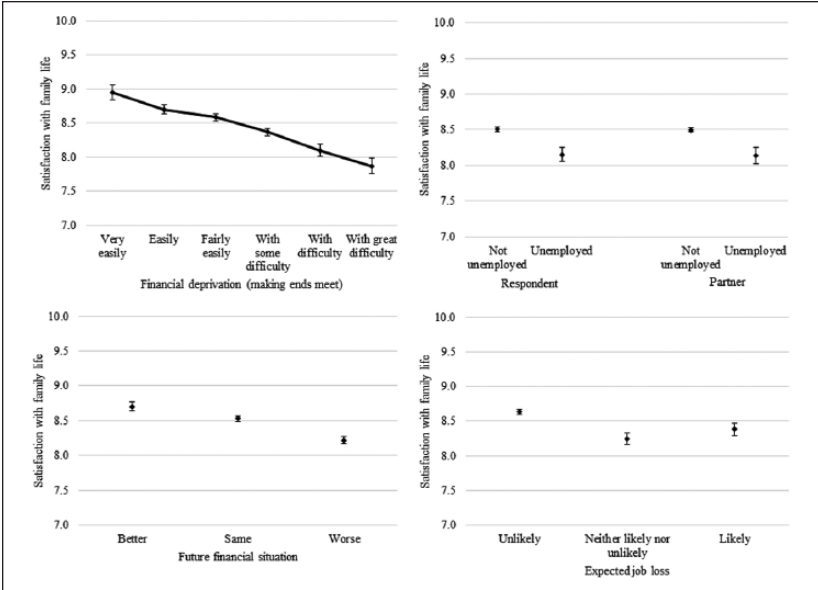 Satisfaction with family life
10.0
9.5
9.0
8.5
8.0
7.5
7.0
Very easily
Easily
Fairly easily
With some difficulty
With difficulty
With great difficulty
Financial deprivation (making ends meet)
Satisfaction with family life
10.0
9.5
9.0
8.5
8.0
7.5
7.0
Not unemployed
Unemployed
Not unemployed
Unemployed
Respondent
Partner
Satisfaction with family life
10.0
9.5
9.0
8.5
8.0
7.5
7.0
Better
Same
Worse
Future financial situation
Satisfaction with family life
10.0
9.5
9.0
8.5
8.0
7.5
7.0
Unlikely
Neither likely nor unlikely
Likely
Expected job loss